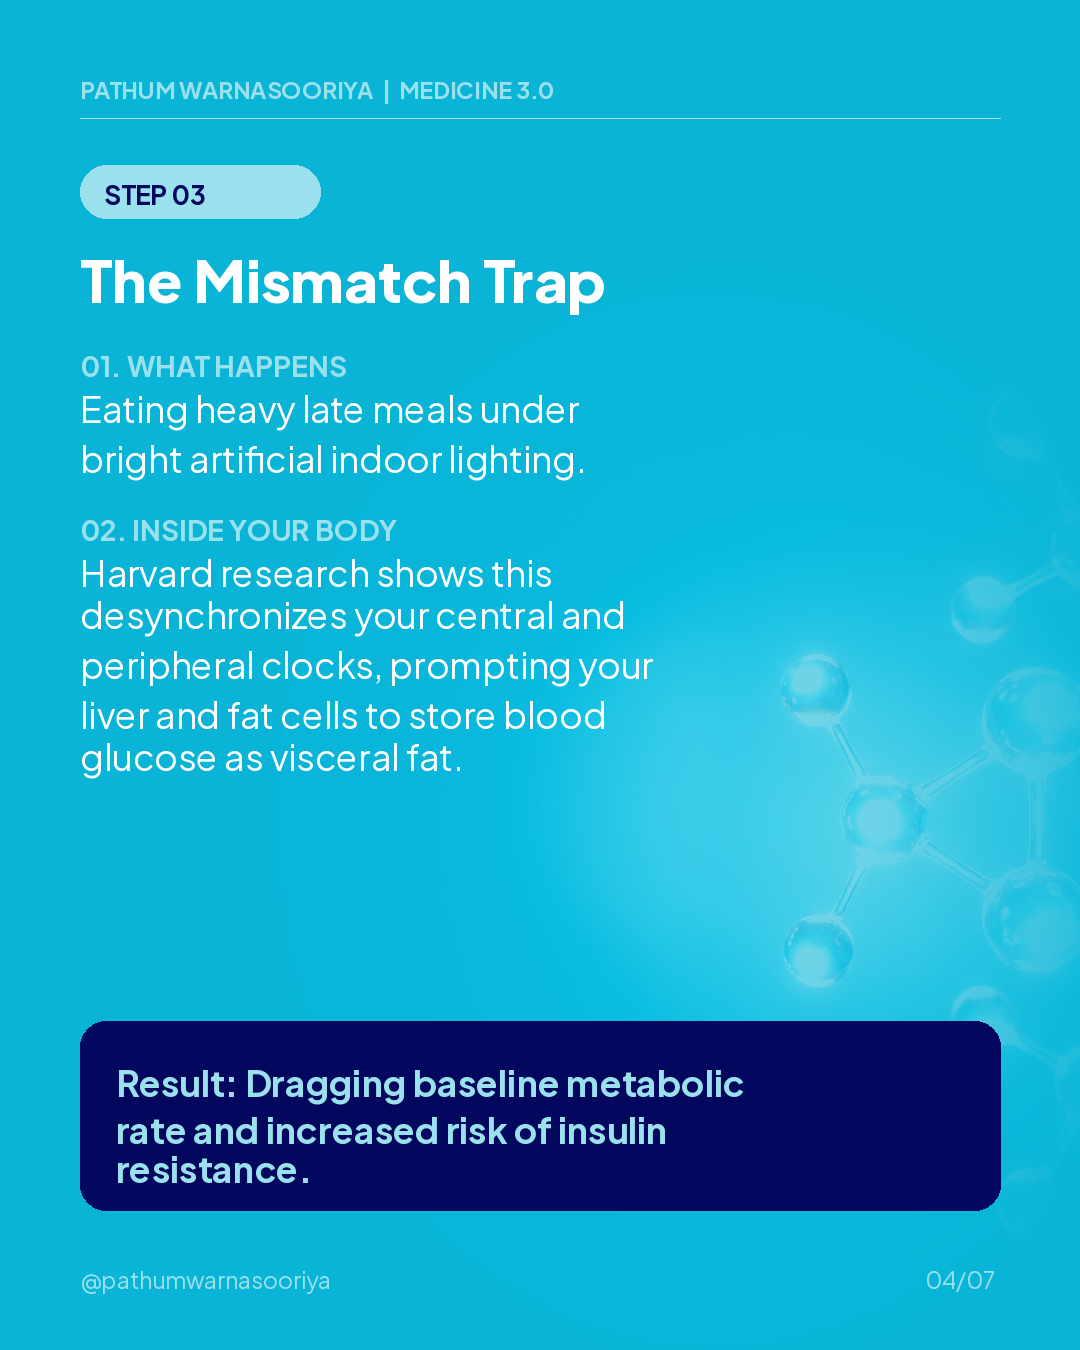 PATHUM WARNASOORIYA | MEDICINE 3.0
STEP 03
The Mismatch Trap
01. WHAT HAPPENS
Eating heavy late meals under
bright artificial indoor lighting.
02. INSIDE YOUR BODY
Harvard research shows this
desynchronizes your central and
peripheral clocks, prompting your
liver and fat cells to store blood
glucose as visceral fat.
Result: Dragging baseline metabolic
rate and increased risk of insulin
resistance.
@pathumwarnasooriya
04/07